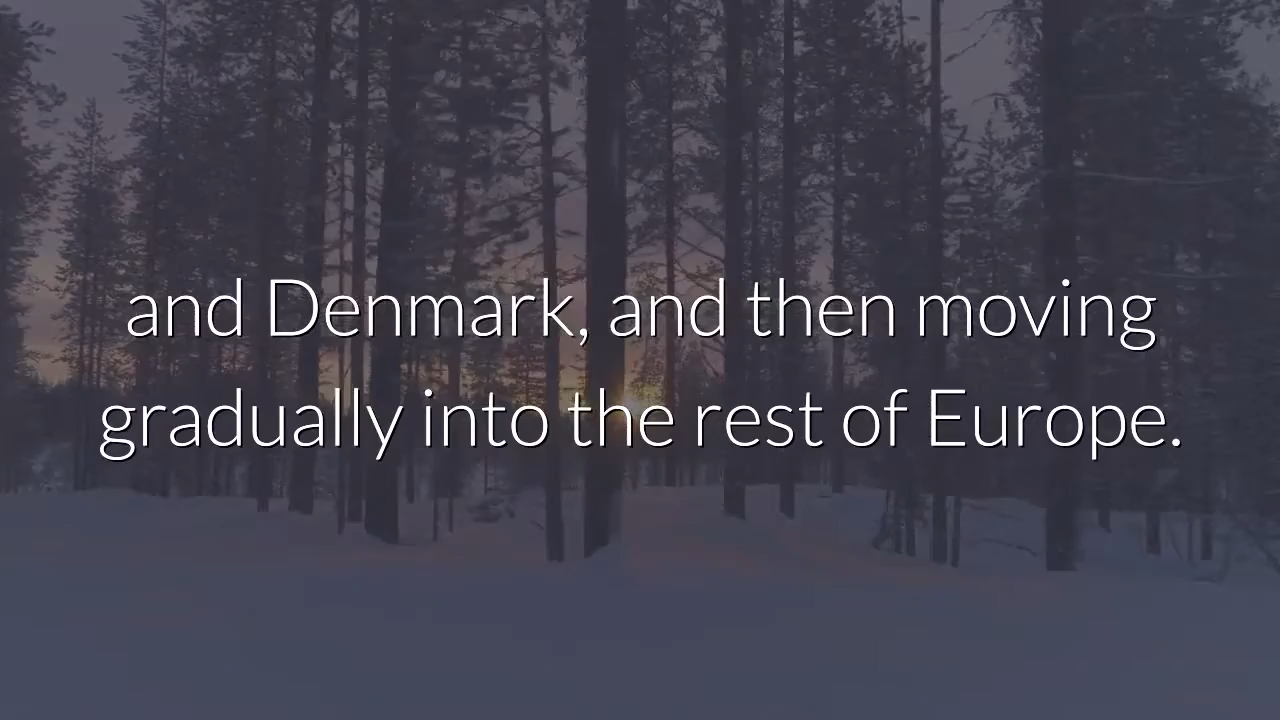 and Denmark, and then moving
gradually into the rest of Europe.